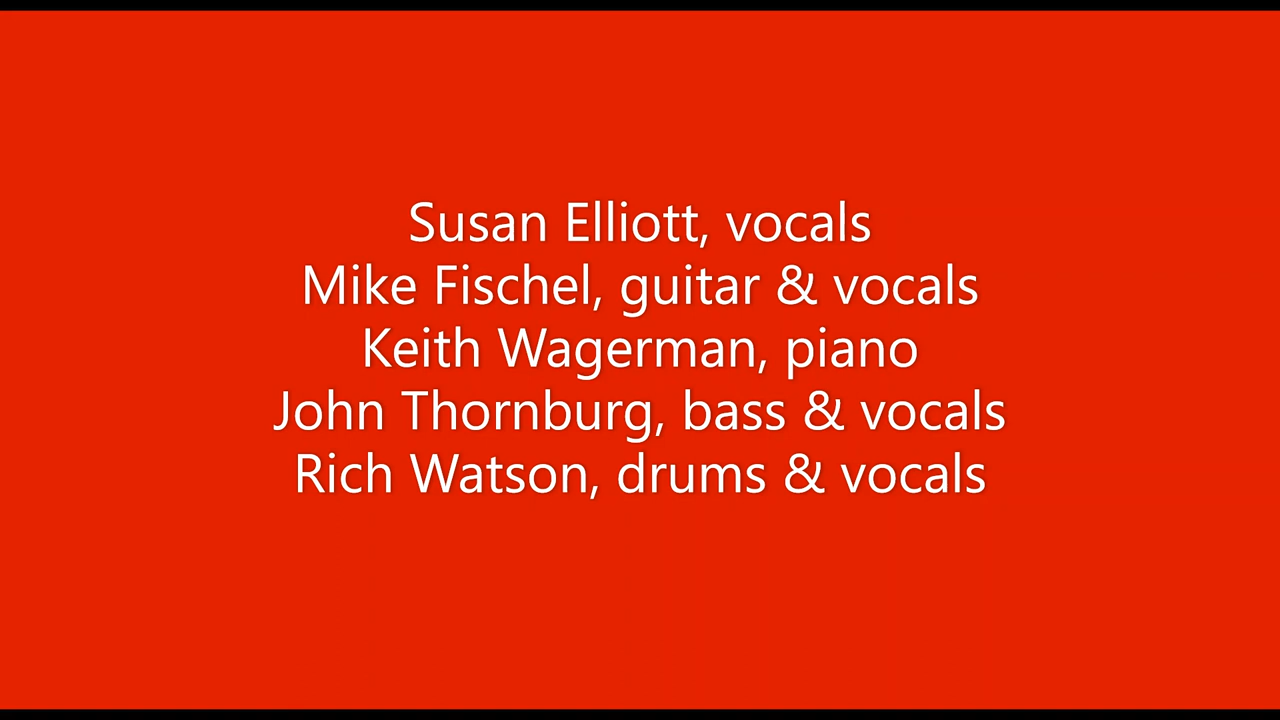 Susan Elliott, vocals
Mike Fischel, guitar & vocals
Keith Wagerman, piano
John Thornburg, bass & vocals
Rich Watson, drums & vocals